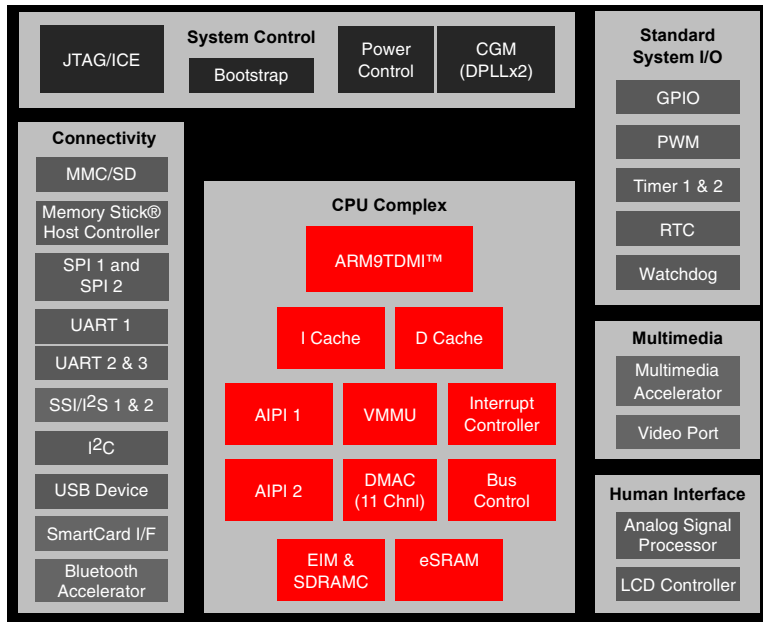 System Control
JTAG/ICE
Bootstrap
Power
Control
CGM
(DPLLx2)
Connectivity
MMC/SD
Memory Stick®
Host Controller
SPI 1 and
SPI 2
UART 1
UART 2 & 3
SSI/I2S 1 & 2
I2C
USB Device
SmartCard I/F
Bluetooth
Accelerator
CPU Complex
ARM9TDMI™
I Cache
D Cache
AIPI 1
VMMU
Interrupt
Controller
AIPI 2
DMAC
(11 Chnl)
Bus
Control
EIM &
SDRAMC
eSRAM
Standard
System I/O
GPIO
PWM
Timer 1 & 2
RTC
Watchdog
Multimedia
Multimedia
Accelerator
Video Port
Human Interface
Analog Signal
Processor
LCD Controller